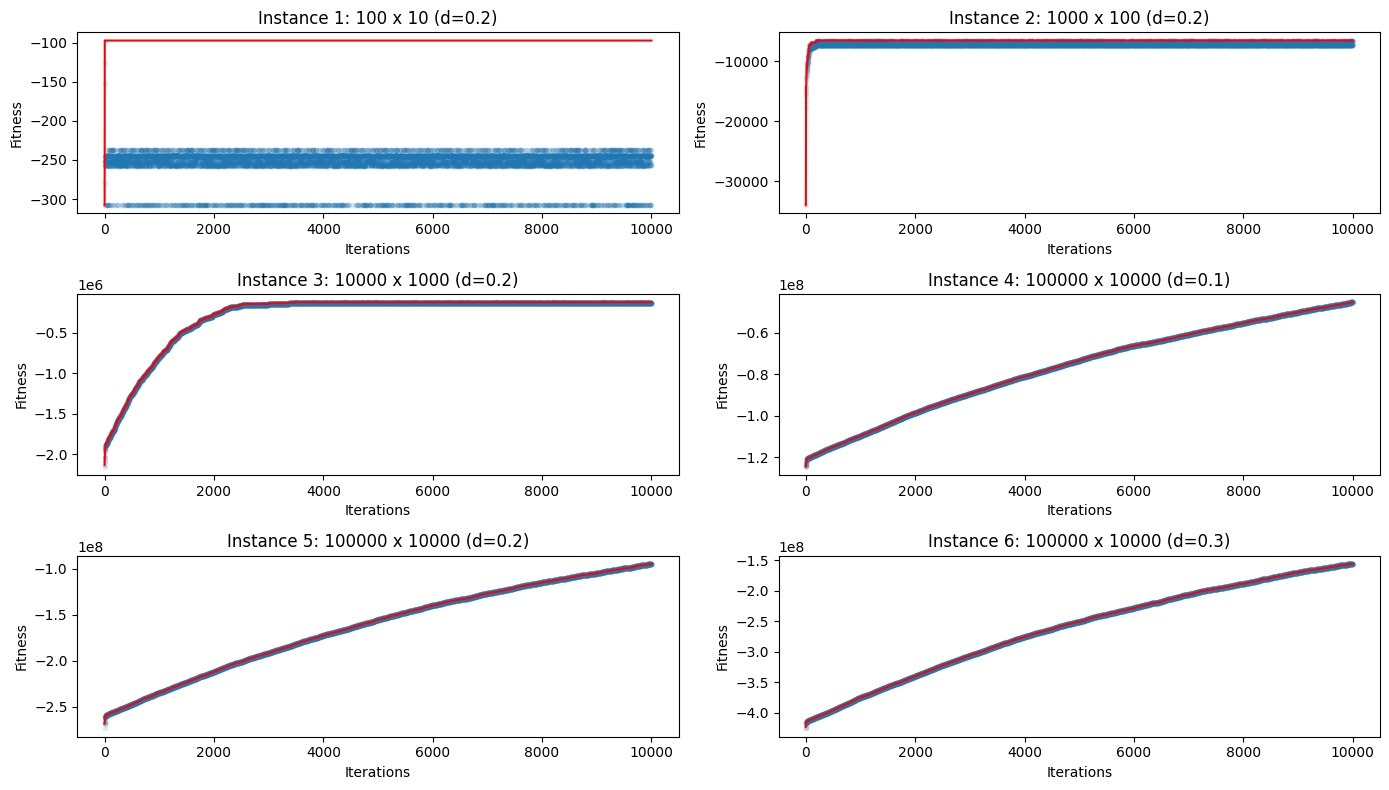 Instance 1: 100 x 10 (d=0.2)
−100
−150
−200
−250
−300
Fitness
0 2000 4000 6000 8000 10000
Iterations
Instance 2: 1000 x 100 (d=0.2)
−10000
−20000
−30000
Fitness
0 2000 4000 6000 8000 10000
Iterations
Instance 3: 10000 x 1000 (d=0.2)
1e6
−0.5
−1.0
−1.5
−2.0
Fitness
0 2000 4000 6000 8000 10000
Iterations
Instance 4: 100000 x 10000 (d=0.1)
1e8
−0.6
−0.8
−1.0
−1.2
Fitness
0 2000 4000 6000 8000 10000
Iterations
Instance 5: 100000 x 10000 (d=0.2)
1e8
−1.0
−1.5
−2.0
−2.5
Fitness
0 2000 4000 6000 8000 10000
Iterations
Instance 6: 100000 x 10000 (d=0.3)
1e8
−1.5
−2.0
−2.5
−3.0
−3.5
−4.0
Fitness
0 2000 4000 6000 8000 10000
Iterations